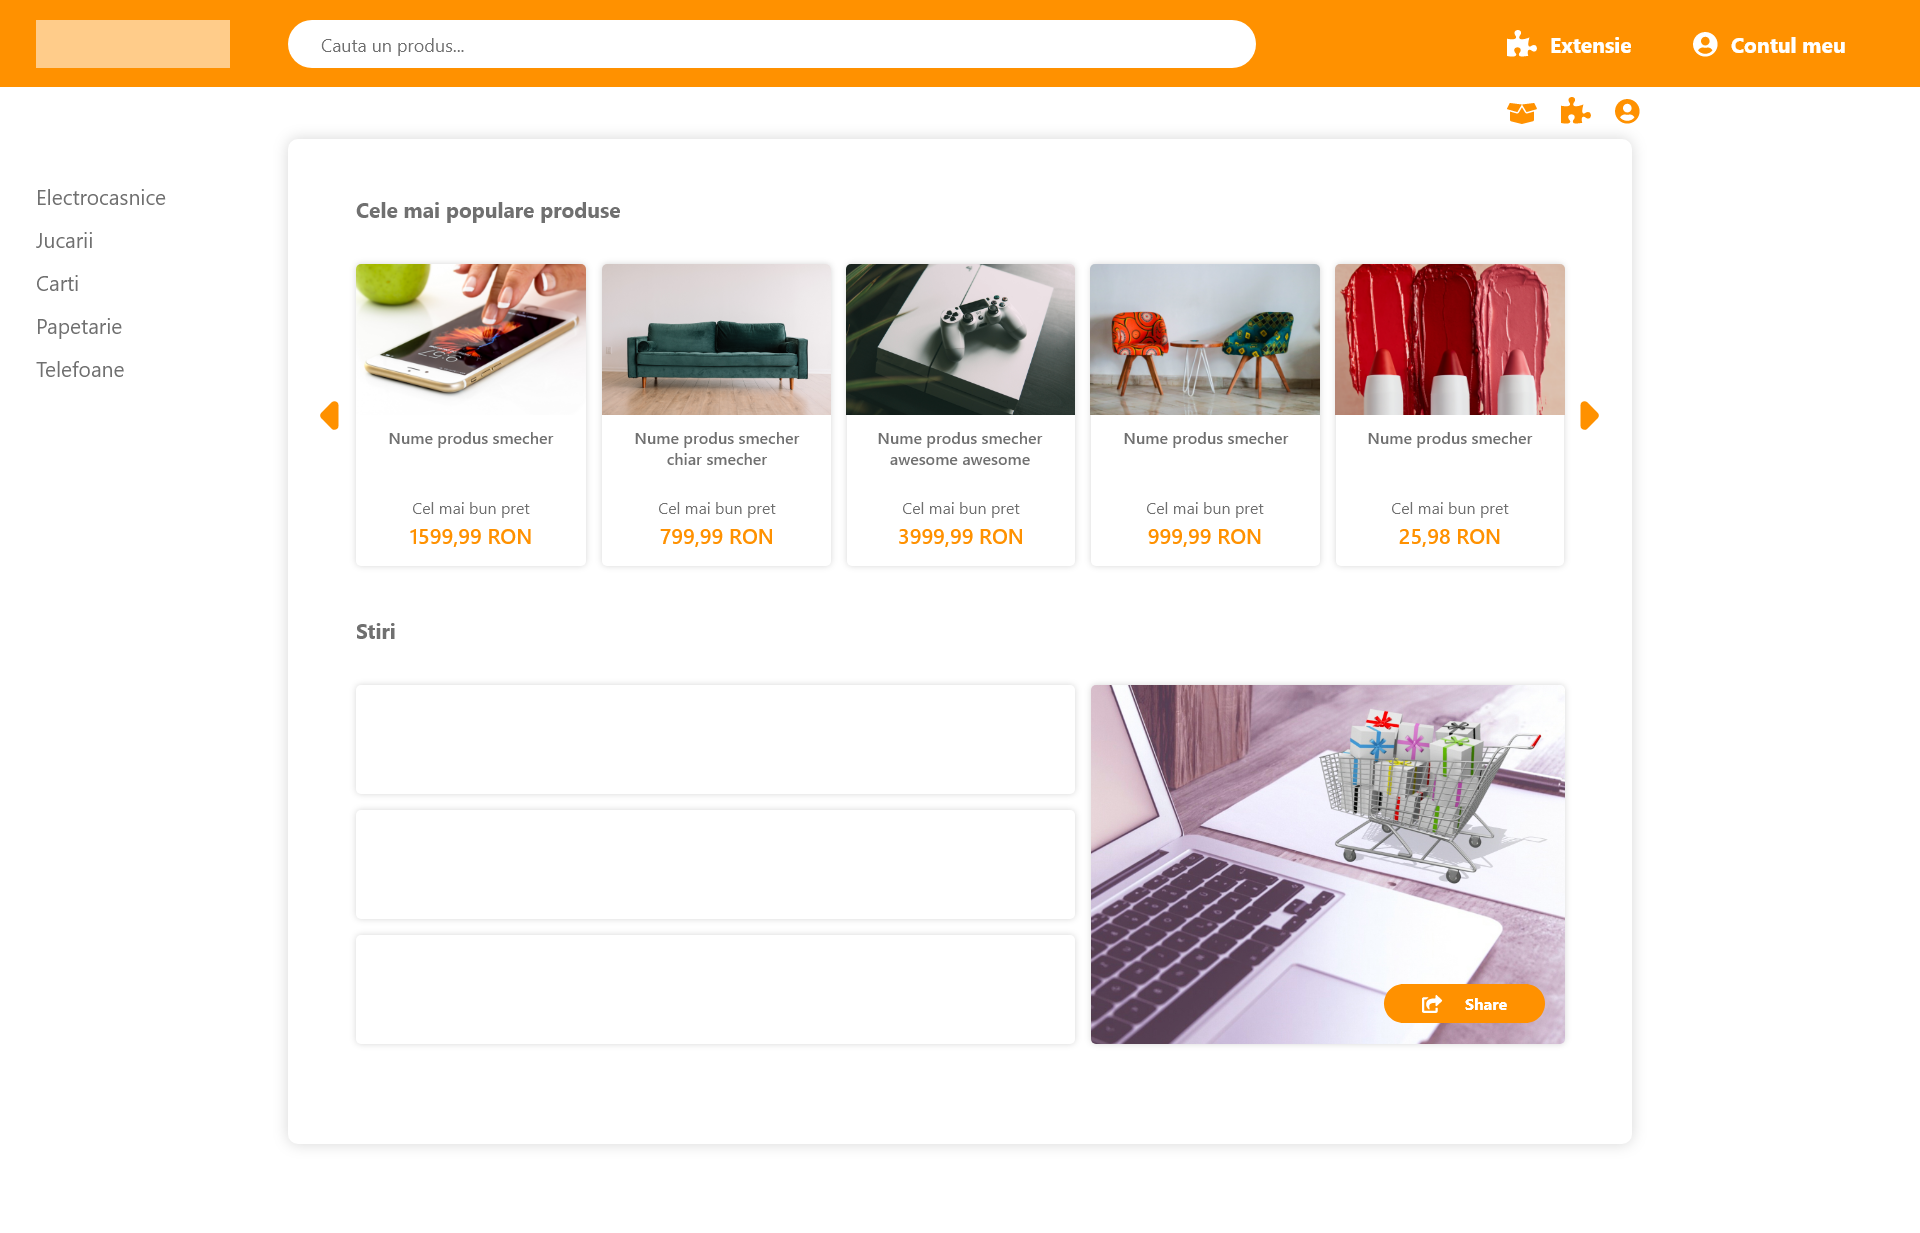 Cauta un produs...
Extensie
Contul meu
Electrocasnice
Jucarii
Carti
Papetarie
Telefoane
Cele mai populare produse
Nume produs smecher
Cel mai bun pret
1599,99 RON
Nume produs smecher
chiar smecher
Cel mai bun pret
799,99 RON
Nume produs smecher
awesome awesome
Cel mai bun pret
3999,99 RON
Nume produs smecher
Cel mai bun pret
999,99 RON
Nume produs smecher
Cel mai bun pret
25,98 RON
Stiri
Share